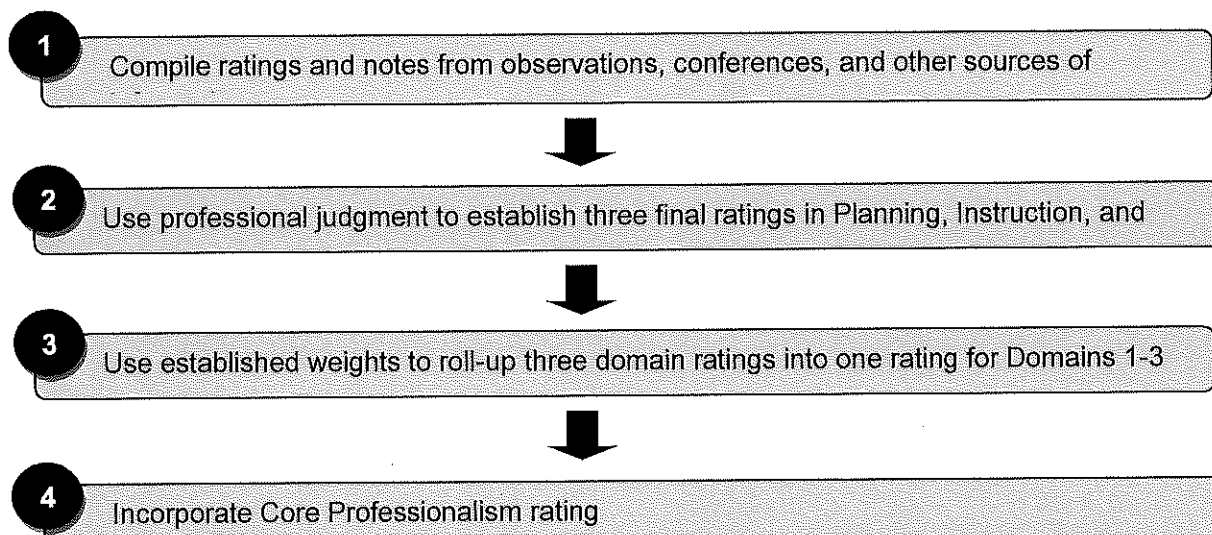 1
Compile ratings and notes from observations, conferences, and other sources of
2
Use professional judgment to establish three final ratings in Planning, Instruction, and
3
Use established weights to roll-up three domain ratings into one rating for Domains 1-3
4
Incorporate Core Professionalism rating